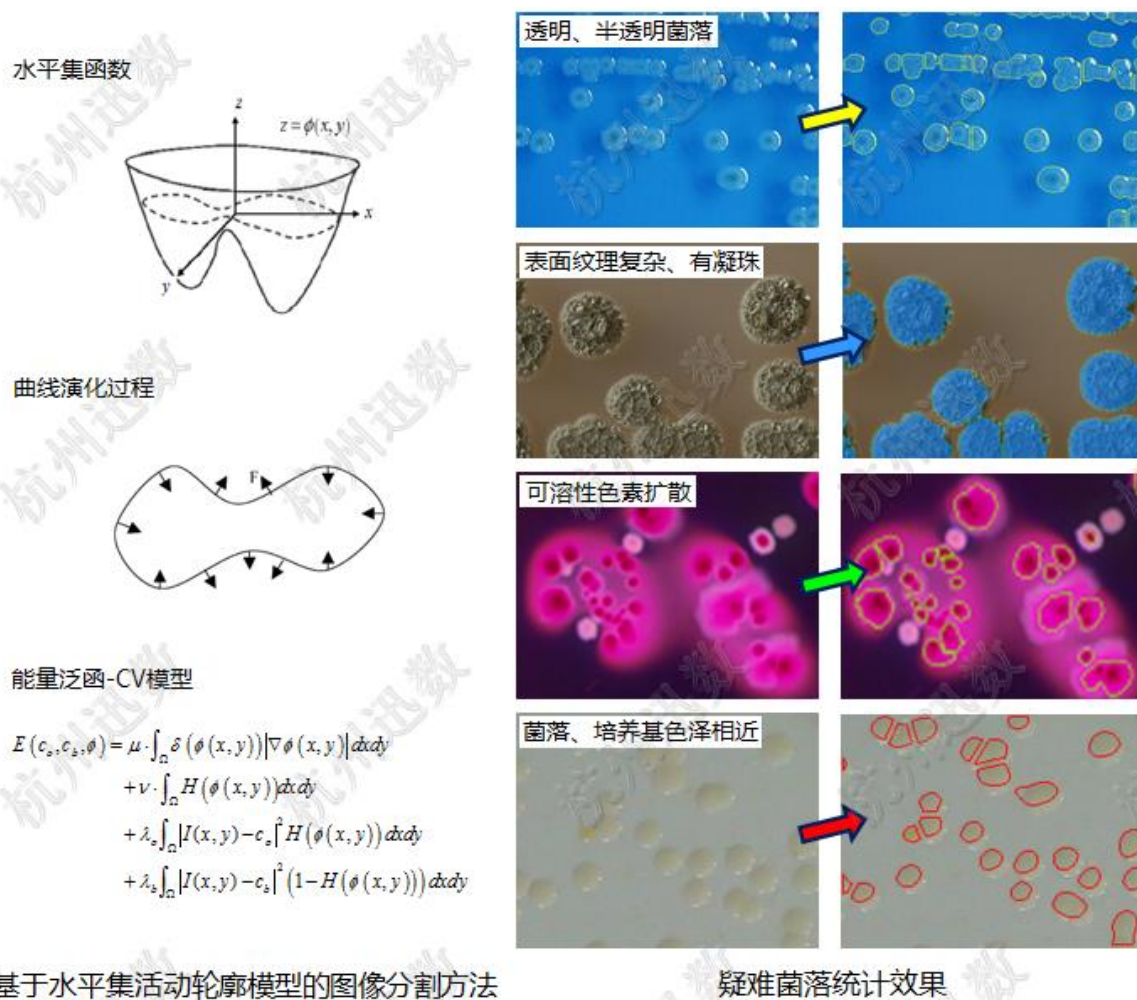 水平集函数
z
z=ϕ(x, y)
x
y
曲线演化过程
F
能量泛函-CV模型
E(c_o,c_b,ϕ)=μ·∫_Ω δ(ϕ(x,y))|∇ϕ(x,y)|dxdy
+ν·∫_Ω H(ϕ(x,y))dxdy
+λ_o∫_Ω|I(x,y)−c_o|²H(ϕ(x,y))dxdy
+λ_b∫_Ω|I(x,y)−c_b|²(1−H(ϕ(x,y)))dxdy
基于水平集活动轮廓模型的图像分割方法
透明、半透明菌落
表面纹理复杂、有凝珠
可溶性色素扩散
菌落、培养基色泽相近
疑难菌落统计效果
杭州迅数